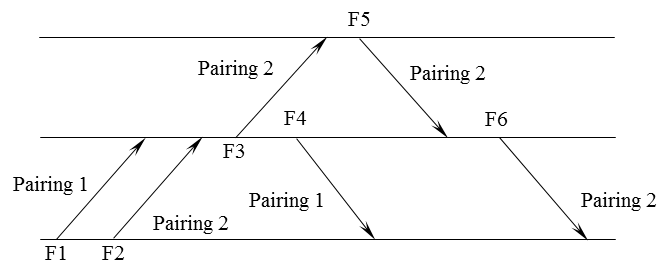 F5
Pairing 2
Pairing 2
F4
F6
F3
Pairing 1
Pairing 1
Pairing 2
Pairing 2
F1
F2